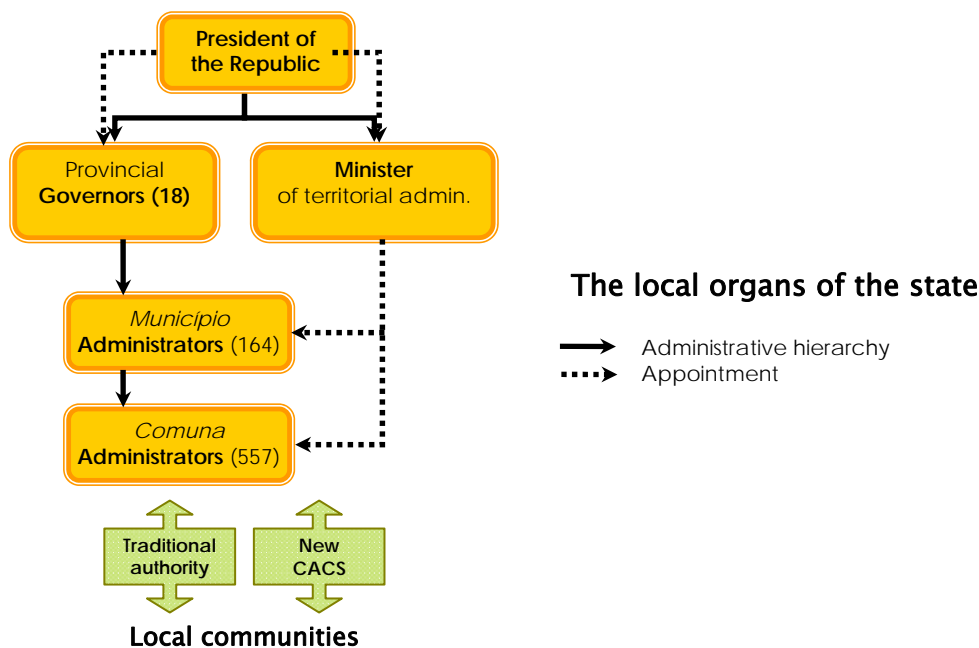 President of
the Republic
Provincial
Governors (18)
Minister
of territorial admin.
Município
Administrators (164)
Comuna
Administrators (557)
Traditional
authority
New
CACS
Local communities
The local organs of the state
Administrative hierarchy
Appointment